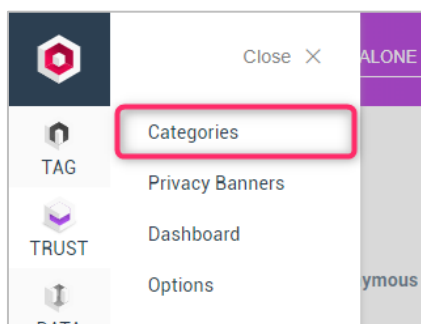 Close
ALONE
Categories
TAG
Privacy Banners
Dashboard
TRUST
Options
ymous